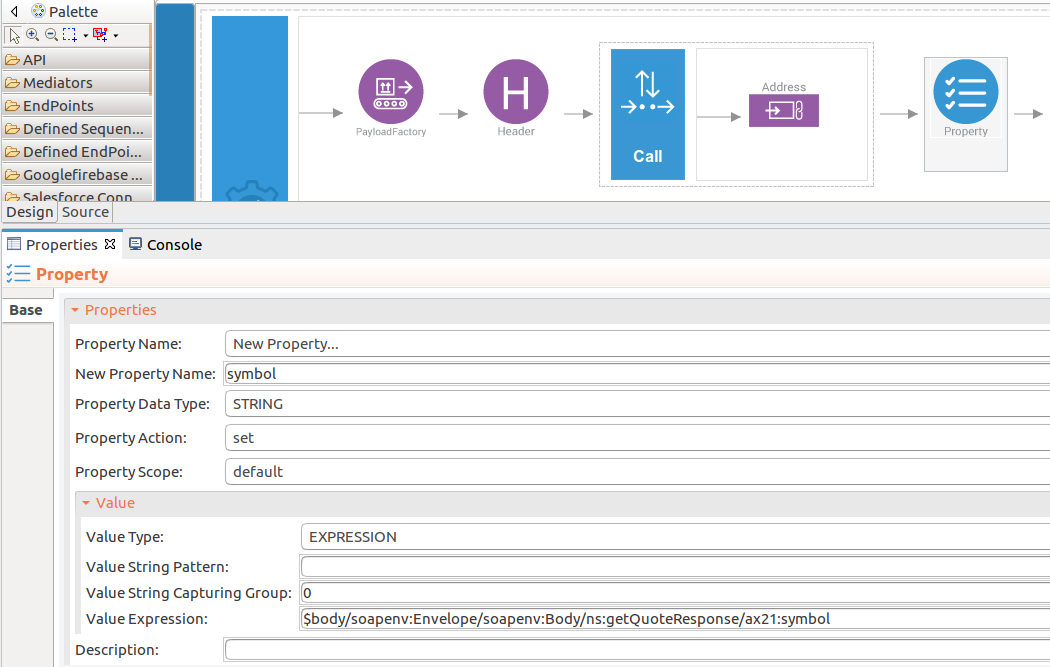 Palette
API
Mediators
EndPoints
Defined Sequen...
Defined EndPoi...
Googlefirebase ...
Salesforce Conn
PayloadFactory
H
Header
Call
Address
Property
Design Source
Properties Console
Property
Base
Properties
Property Name: New Property...
New Property Name: symbol
Property Data Type: STRING
Property Action: set
Property Scope: default
Value
Value Type: EXPRESSION
Value String Pattern:
Value String Capturing Group: 0
Value Expression: $body/soapenv:Envelope/soapenv:Body/ns:getQuoteResponse/ax21:symbol
Description: